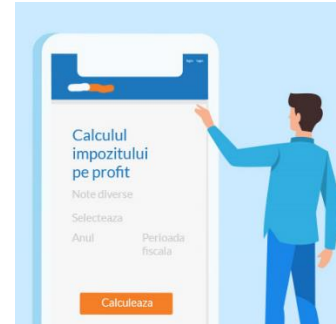 Calculul
impozitului
pe profit
Note diverse
Selecteaza
Anul Perioada
fiscala
Calculeaza